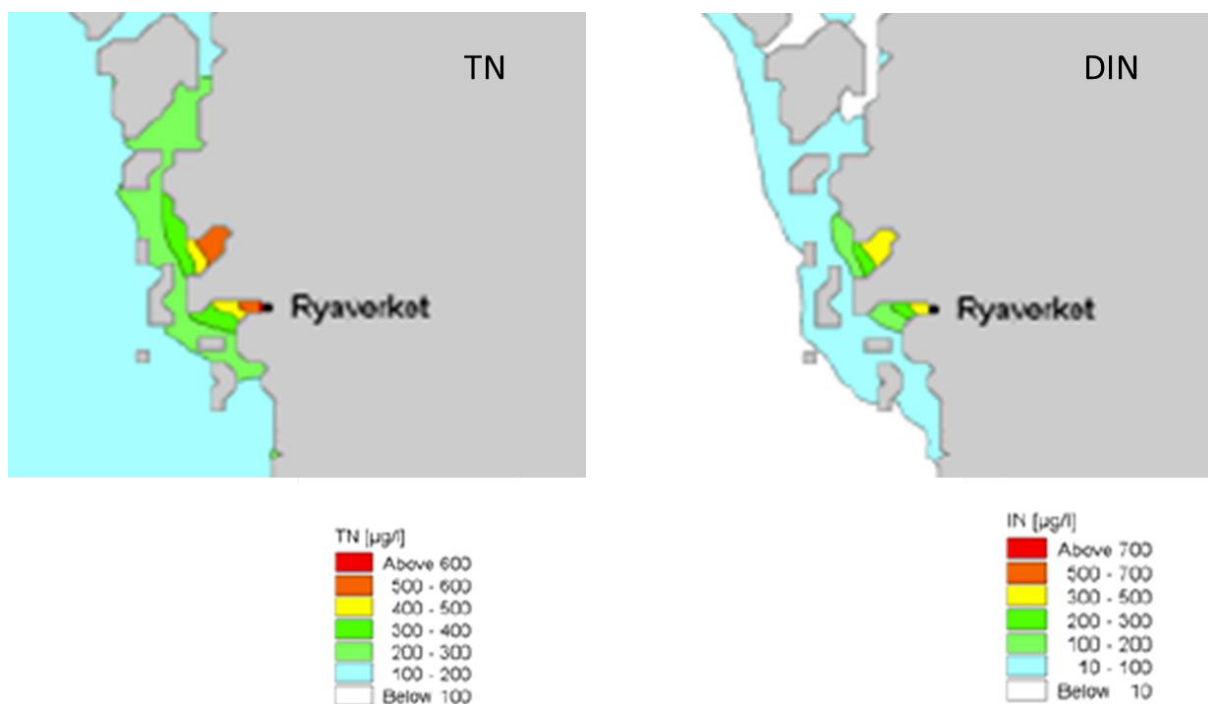 TN
DIN
Ryaverket
Ryaverket
TN [µg/l]
Above 600
500 - 600
400 - 500
300 - 400
200 - 300
100 - 200
Below 100
IN [µg/l]
Above 700
500 - 700
300 - 500
200 - 300
100 - 200
10 - 100
Below 10